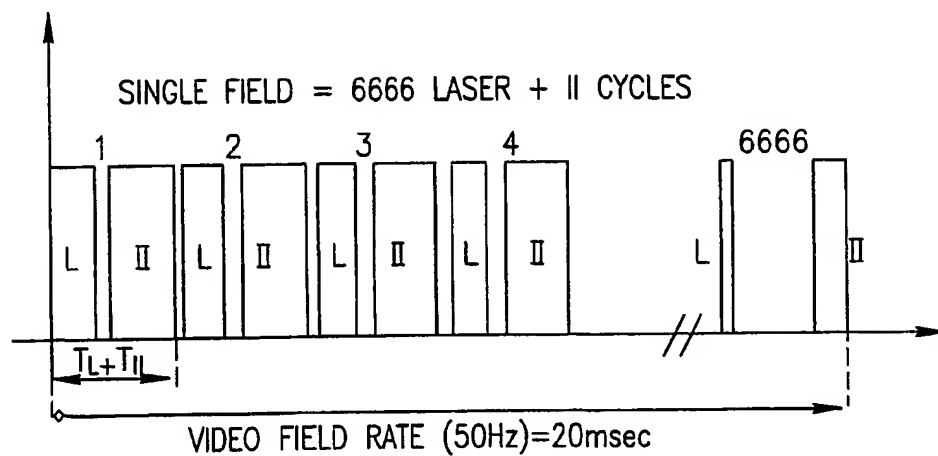 SINGLE FIELD = 6666 LASER + II CYCLES
1 2 3 4 6666
L II L II L II L II L II
TL+TII
VIDEO FIELD RATE (50Hz)=20msec